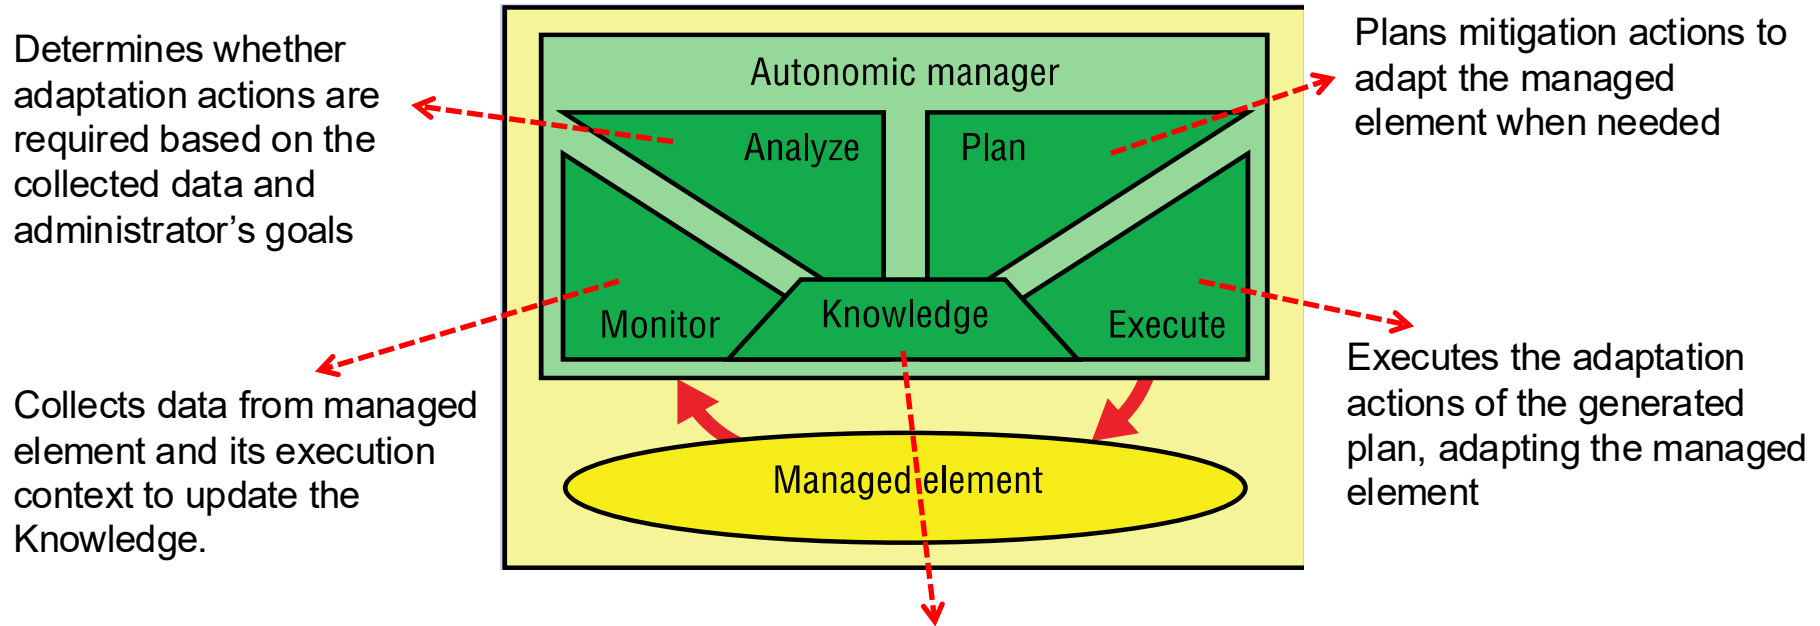 Determines whether
adaptation actions are
required based on the
collected data and
administrator’s goals
Collects data from managed
element and its execution
context to update the
Knowledge.
Autonomic manager
Analyze
Plan
Monitor
Knowledge
Execute
Managed element
Plans mitigation actions to
adapt the managed
element when needed
Executes the adaptation
actions of the generated
plan, adapting the managed
element